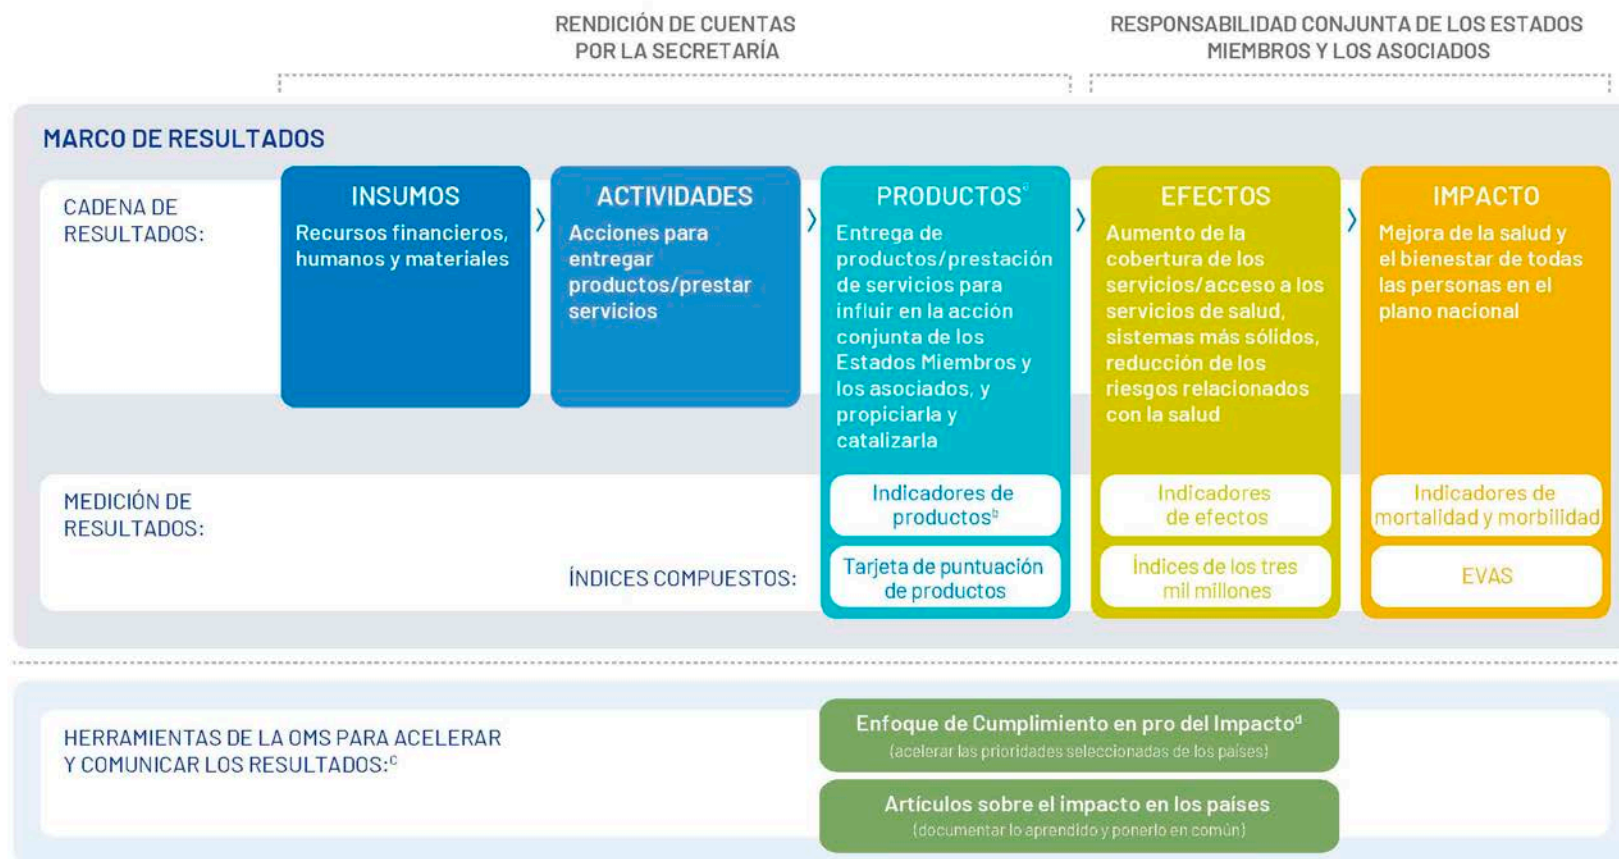 RENDICIÓN DE CUENTAS
POR LA SECRETARÍA
RESPONSABILIDAD CONJUNTA DE LOS ESTADOS
MIEMBROS Y LOS ASOCIADOS
MARCO DE RESULTADOS
CADENA DE
RESULTADOS:
INSUMOS
Recursos financieros,
humanos y materiales
ACTIVIDADES
Acciones para
entregar
productos/prestar
servicios
PRODUCTOSᵃ
Entrega de
productos/prestación
de servicios para
influir en la acción
conjunta de los
Estados Miembros y
los asociados, y
propiciarla y
catalizarla
EFECTOS
Aumento de la
cobertura de los
servicios/acceso a los
servicios de salud,
sistemas más sólidos,
reducción de los
riesgos relacionados
con la salud
IMPACTO
Mejora de la salud y
el bienestar de todas
las personas en el
plano nacional
MEDICIÓN DE
RESULTADOS:
Indicadores de
productosᵇ
Indicadores
de efectos
Indicadores de
mortalidad y morbilidad
ÍNDICES COMPUESTOS:
Tarjeta de puntuación
de productos
Índices de los tres
mil millones
EVAS
HERRAMIENTAS DE LA OMS PARA ACELERAR
Y COMUNICAR LOS RESULTADOS:ᶜ
Enfoque de Cumplimiento en pro del Impactoᵈ
(acelerar las prioridades seleccionadas de los países)
Artículos sobre el impacto en los países
(documentar lo aprendido y ponerlo en común)